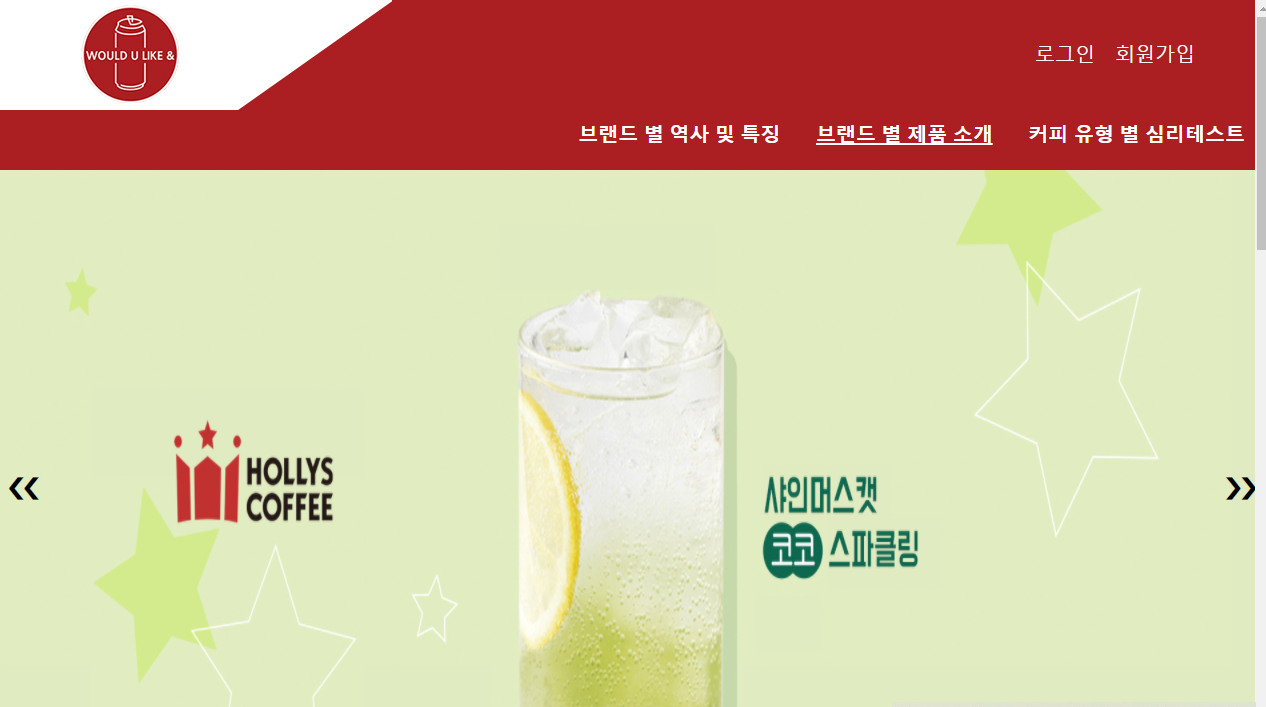 WOULD U LIKE &
로그인 회원가입
브랜드 별 역사 및 특징 브랜드 별 제품 소개 커피 유형 별 심리테스트
HOLLYS
COFFEE
샤인머스캣
코코 스파클링